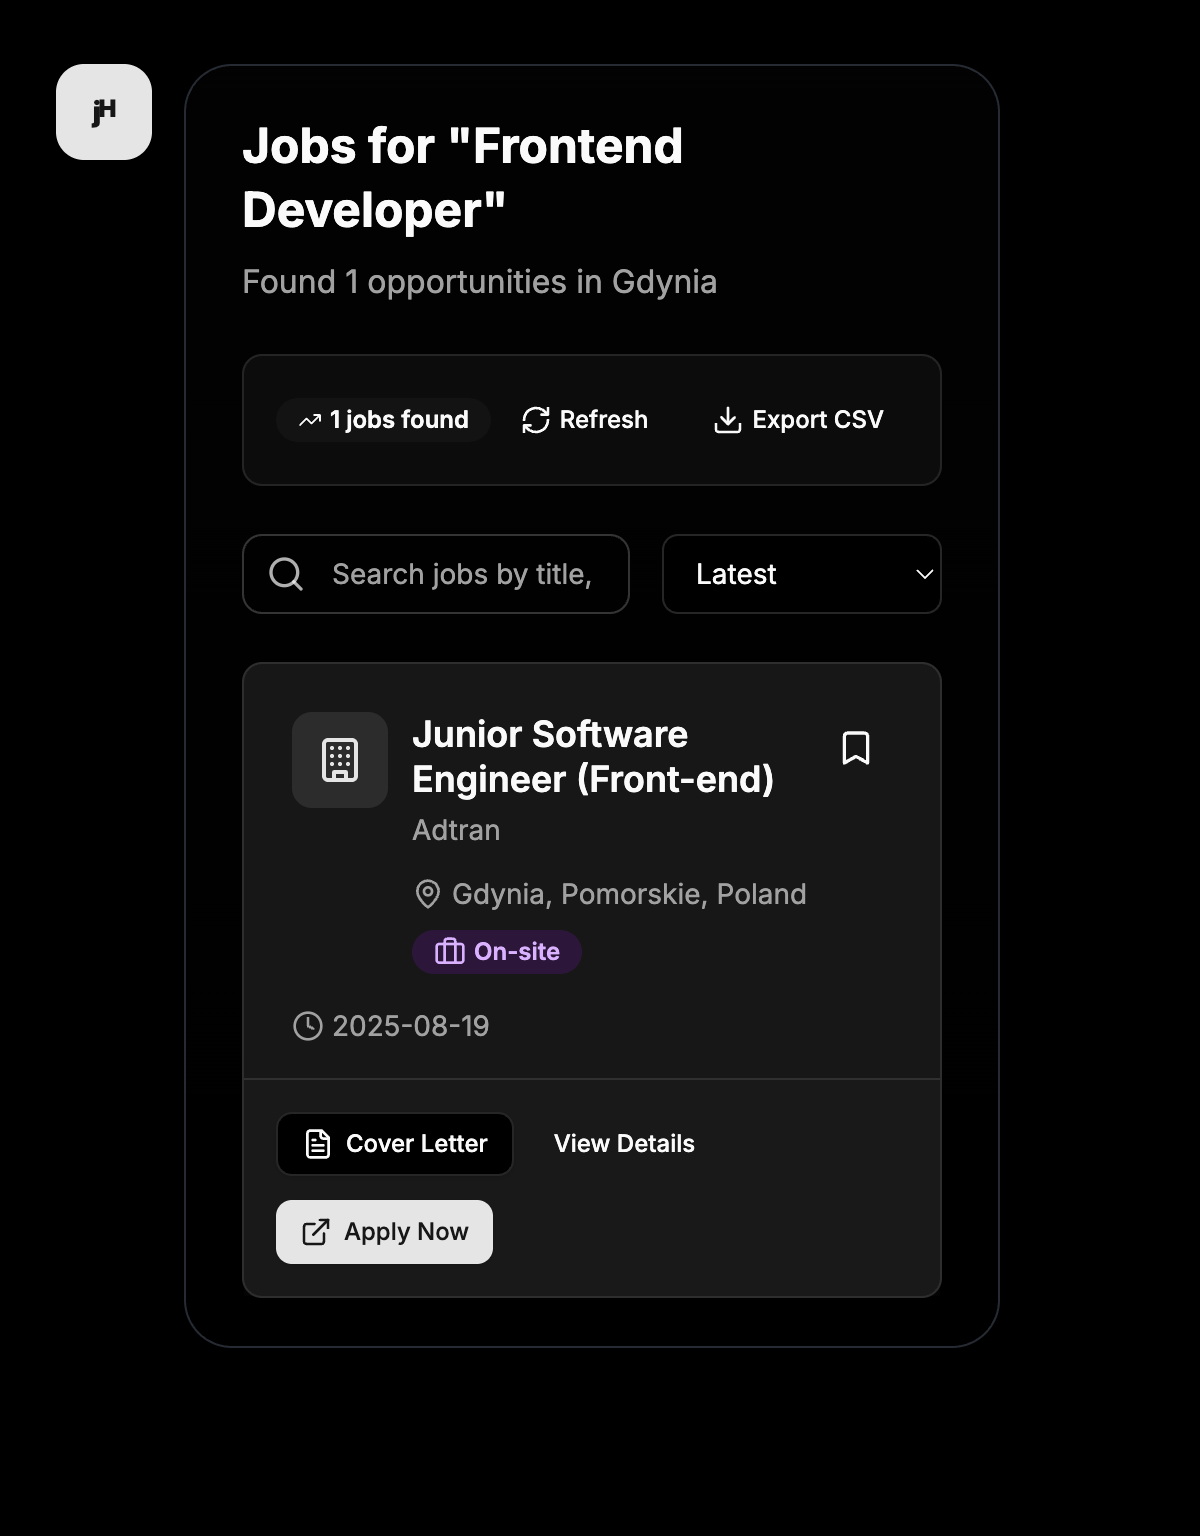 jH
Jobs for "Frontend
Developer"
Found 1 opportunities in Gdynia
1 jobs found
Refresh
Export CSV
Search jobs by title,
Latest
Junior Software
Engineer (Front-end)
Adtran
Gdynia, Pomorskie, Poland
On-site
2025-08-19
Cover Letter
View Details
Apply Now